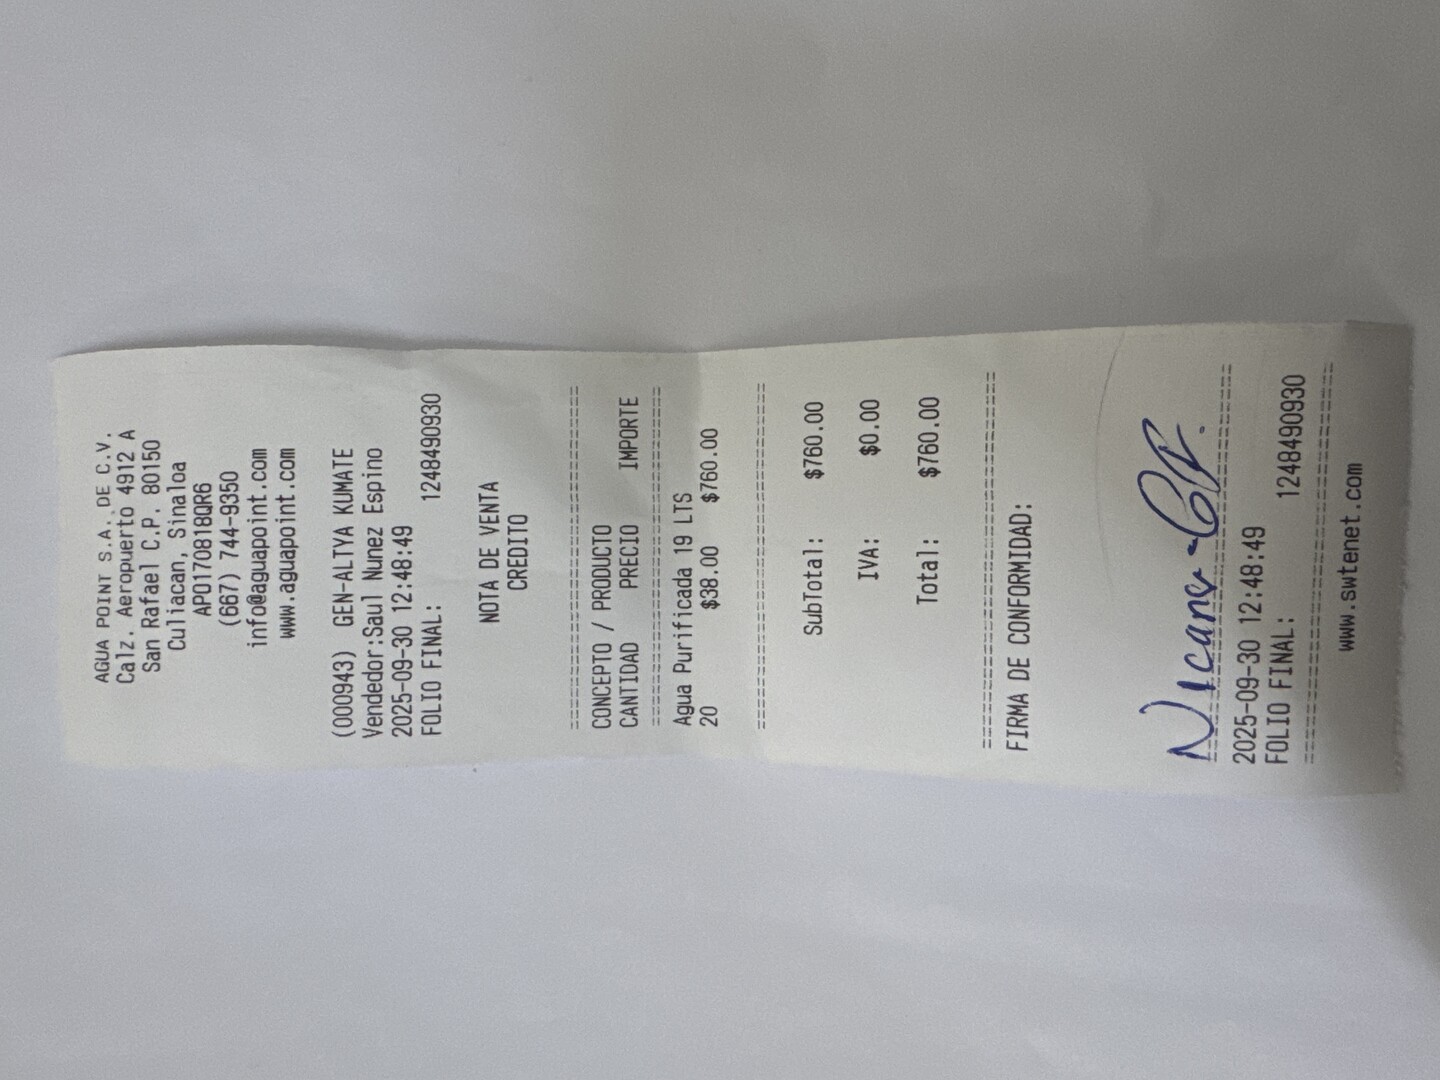 AGUA POINT S.A. DE C.V.
Calz. Aeropuerto 4912 A
San Rafael C.P. 80150
Culiacan, Sinaloa
APO170818QR6
(667) 744-9350
info@aguapoint.com
www.aguapoint.com
(000943) GEN-ALTYA KUMATE
Vendedor:Saul Nunez Espino
2025-09-30 12:48:49
FOLIO FINAL: 1248490930
NOTA DE VENTA
CREDITO
CONCEPTO / PRODUCTO
CANTIDAD PRECIO IMPORTE
Agua Purificada 19 LTS
20 $38.00 $760.00
SubTotal: $760.00
IVA: $0.00
Total: $760.00
FIRMA DE CONFORMIDAD:
2025-09-30 12:48:49
FOLIO FINAL: 1248490930
www.swtenet.com